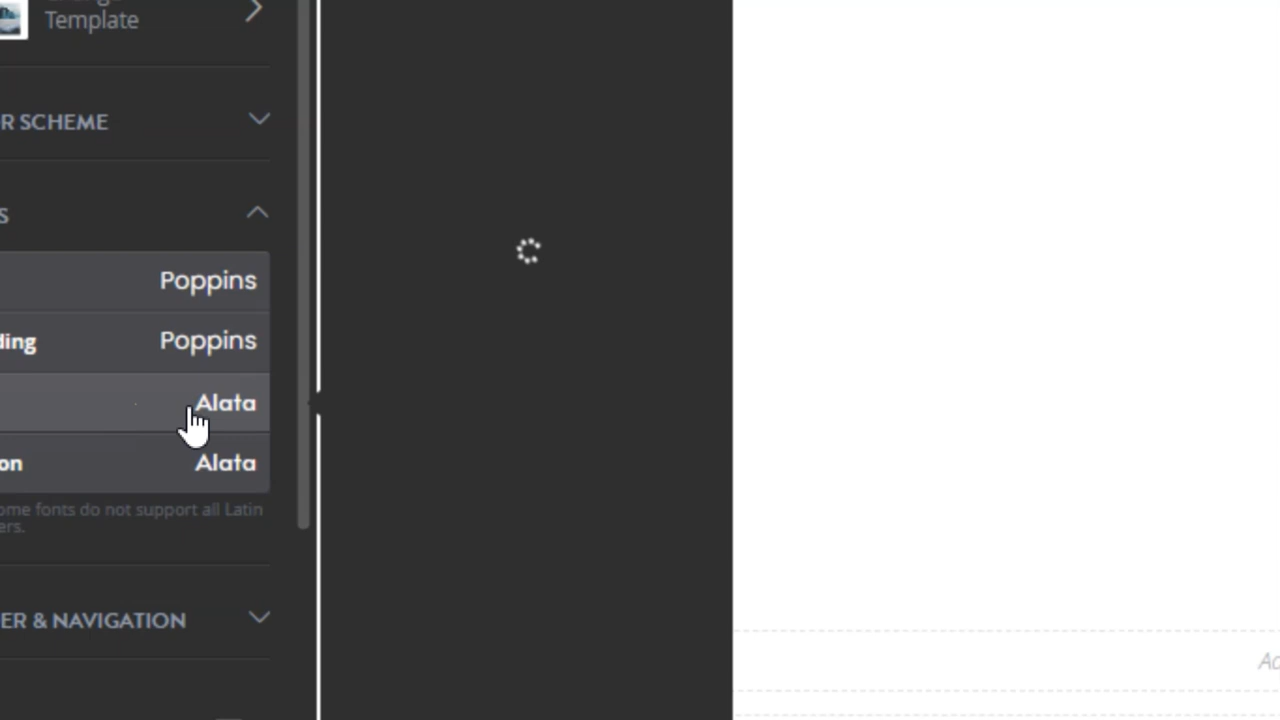 Template
R SCHEME
S
Poppins
ding Poppins
Alata
on Alata
ome fonts do not support all Latin
ers.
ER & NAVIGATION